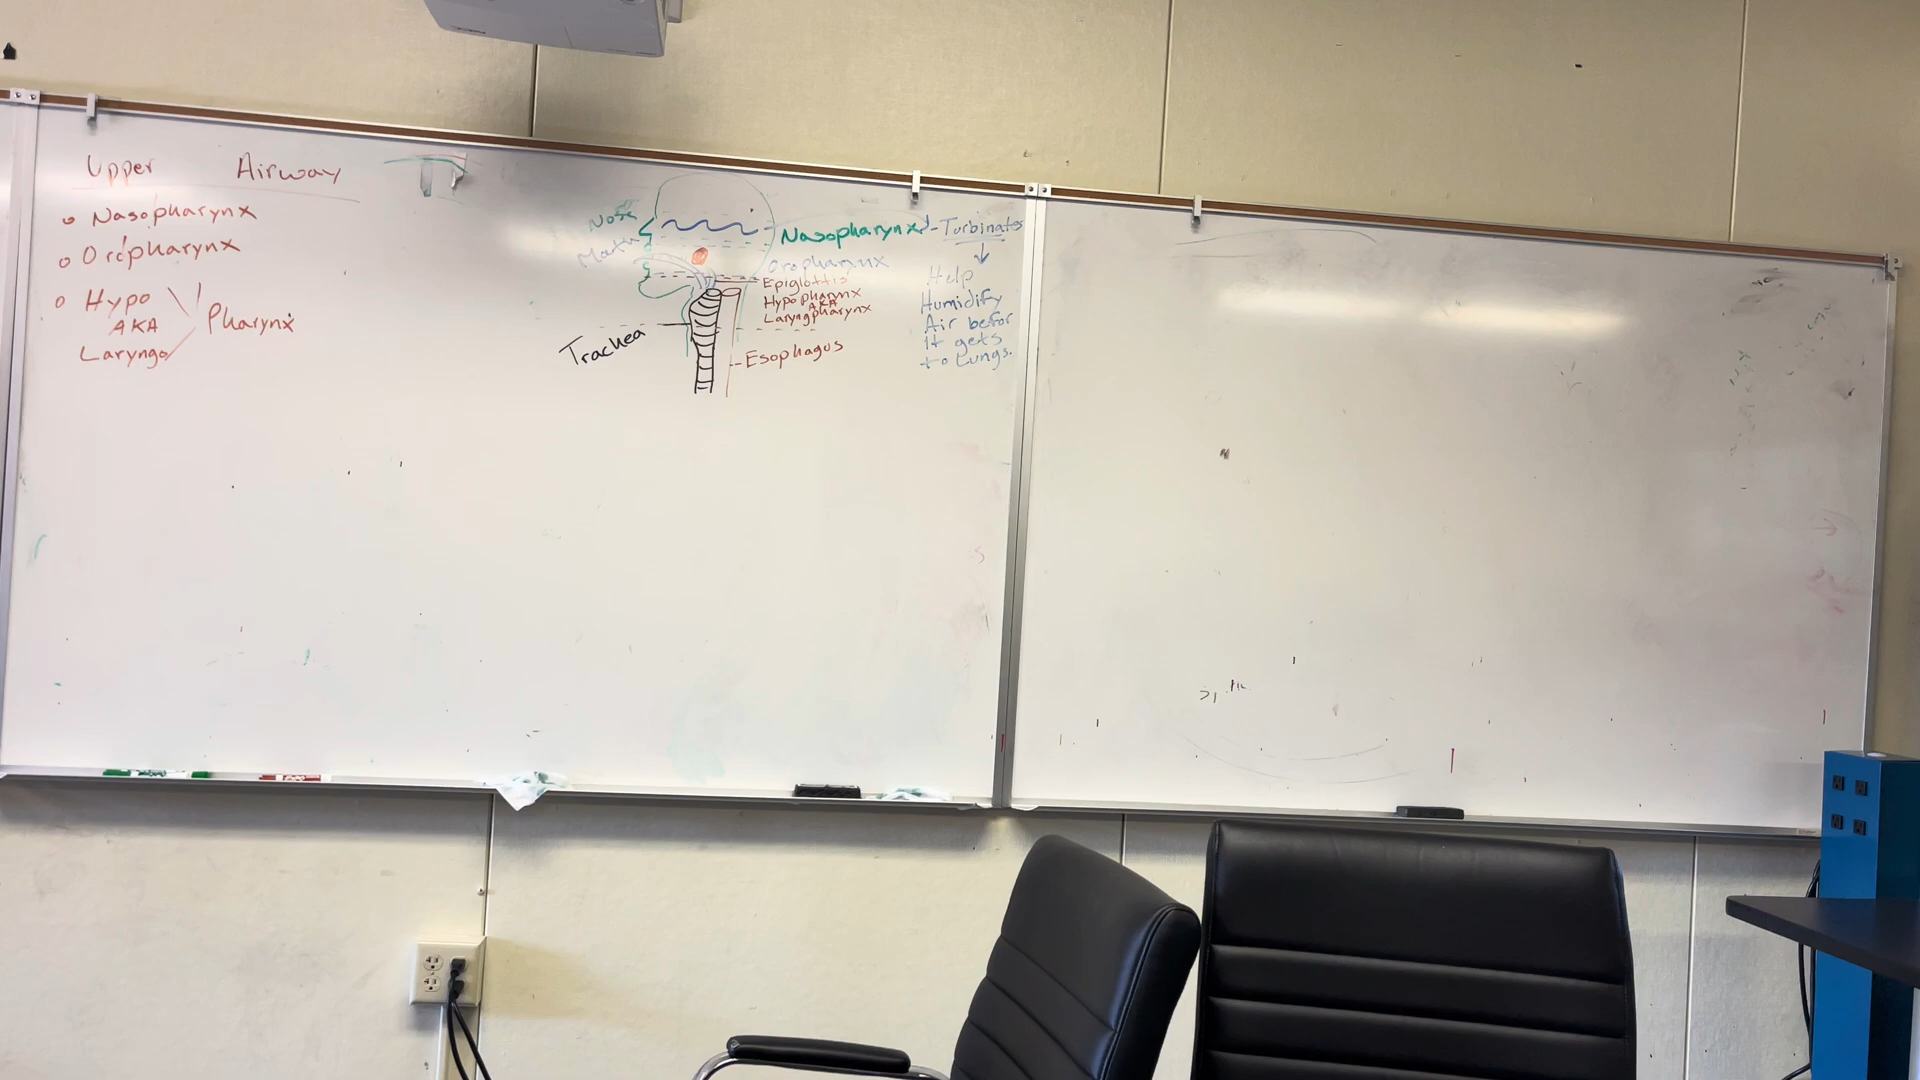 Upper Airway
Nasopharynx
Oropharynx
Hypo
AKA
Laryngo
Pharynx
Nose
Mouth
Trachea
Nasopharynx - Turbinates
Oropharynx
Epiglottis
Hypopharynx
AKA
Laryngopharynx
Esophagus
Help
Humidify
Air befor
It gets
to Lungs.